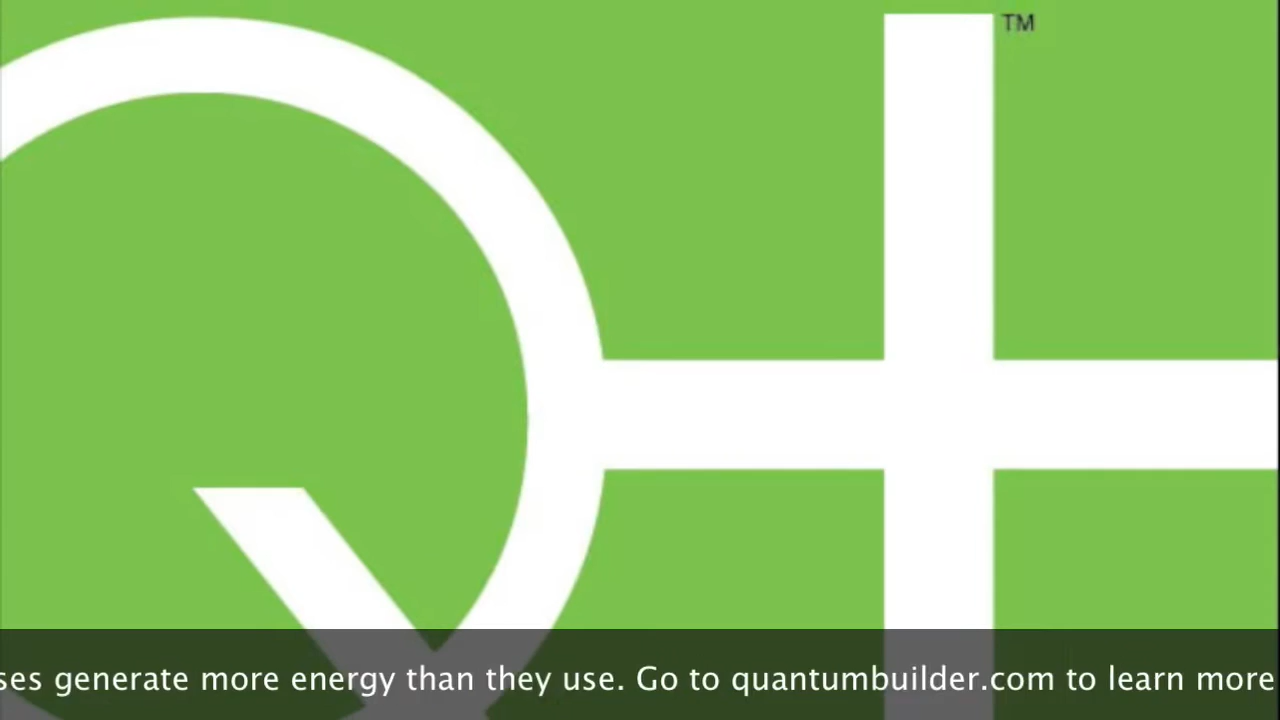 Q+
TM
ses generate more energy than they use. Go to quantumbuilder.com to learn more